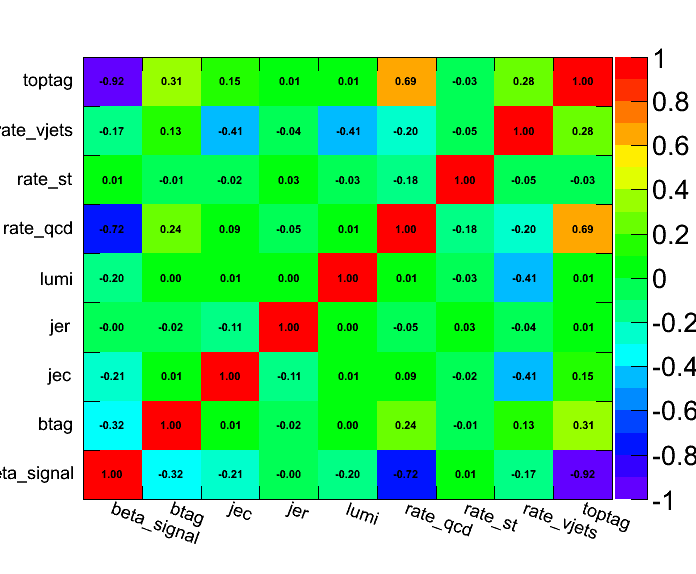 toptag -0.92 0.31 0.15 0.01 0.01 0.69 -0.03 0.28 1.00
rate_vjets -0.17 0.13 -0.41 -0.04 -0.41 -0.20 -0.05 1.00 0.28
rate_st 0.01 -0.01 -0.02 0.03 -0.03 -0.18 1.00 -0.05 -0.03
rate_qcd -0.72 0.24 0.09 -0.05 0.01 1.00 -0.18 -0.20 0.69
lumi -0.20 0.00 0.01 0.00 1.00 0.01 -0.03 -0.41 0.01
jer -0.00 -0.02 -0.11 1.00 0.00 -0.05 0.03 -0.04 0.01
jec -0.21 0.01 1.00 -0.11 0.01 0.09 -0.02 -0.41 0.15
btag -0.32 1.00 0.01 -0.02 0.00 0.24 -0.01 0.13 0.31
eta_signal 1.00 -0.32 -0.21 -0.00 -0.20 -0.72 0.01 -0.17 -0.92
beta_signal btag jec jer lumi rate_qcd rate_st rate_vjets toptag
1
0.8
0.6
0.4
0.2
0
-0.2
-0.4
-0.6
-0.8
-1